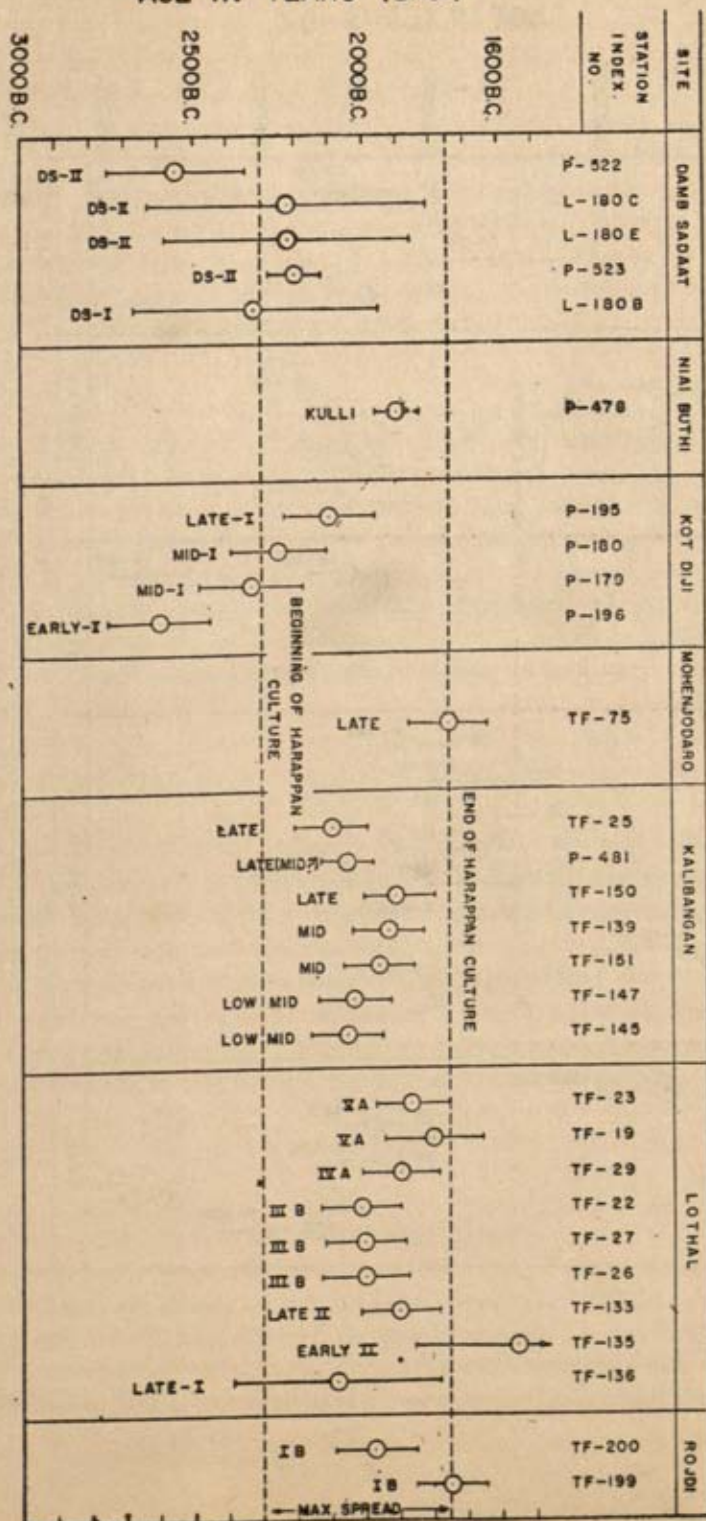 3000B.C.
2500B.C.
2000B.C.
1600B.C.
STATION
INDEX.
NO.
SITE
DAMB SADAAT
DS-II P-522
DS-II L-180 C
DS-II L-180 E
DS-II P-523
DS-I L-180 B
NIAI BUTHI
KULLI P-478
KOT DIJI
LATE-I P-195
MID-I P-180
MID-I P-179
EARLY-I P-196
BEGINNING OF HARAPPAN
CULTURE
MOHENJODARO
LATE TF-75
END OF HARAPPAN CULTURE
KALIBANGAN
LATE TF-25
LATE(MID?) P-481
LATE TF-150
MID TF-139
MID TF-151
LOW MID TF-147
LOW MID TF-145
LOTHAL
VA TF-23
VA TF-19
IVA TF-29
III B TF-22
III B TF-27
III B TF-26
LATE II TF-133
EARLY II TF-135
LATE-I TF-136
ROJDI
I B TF-200
I B TF-199
MAX. SPREAD